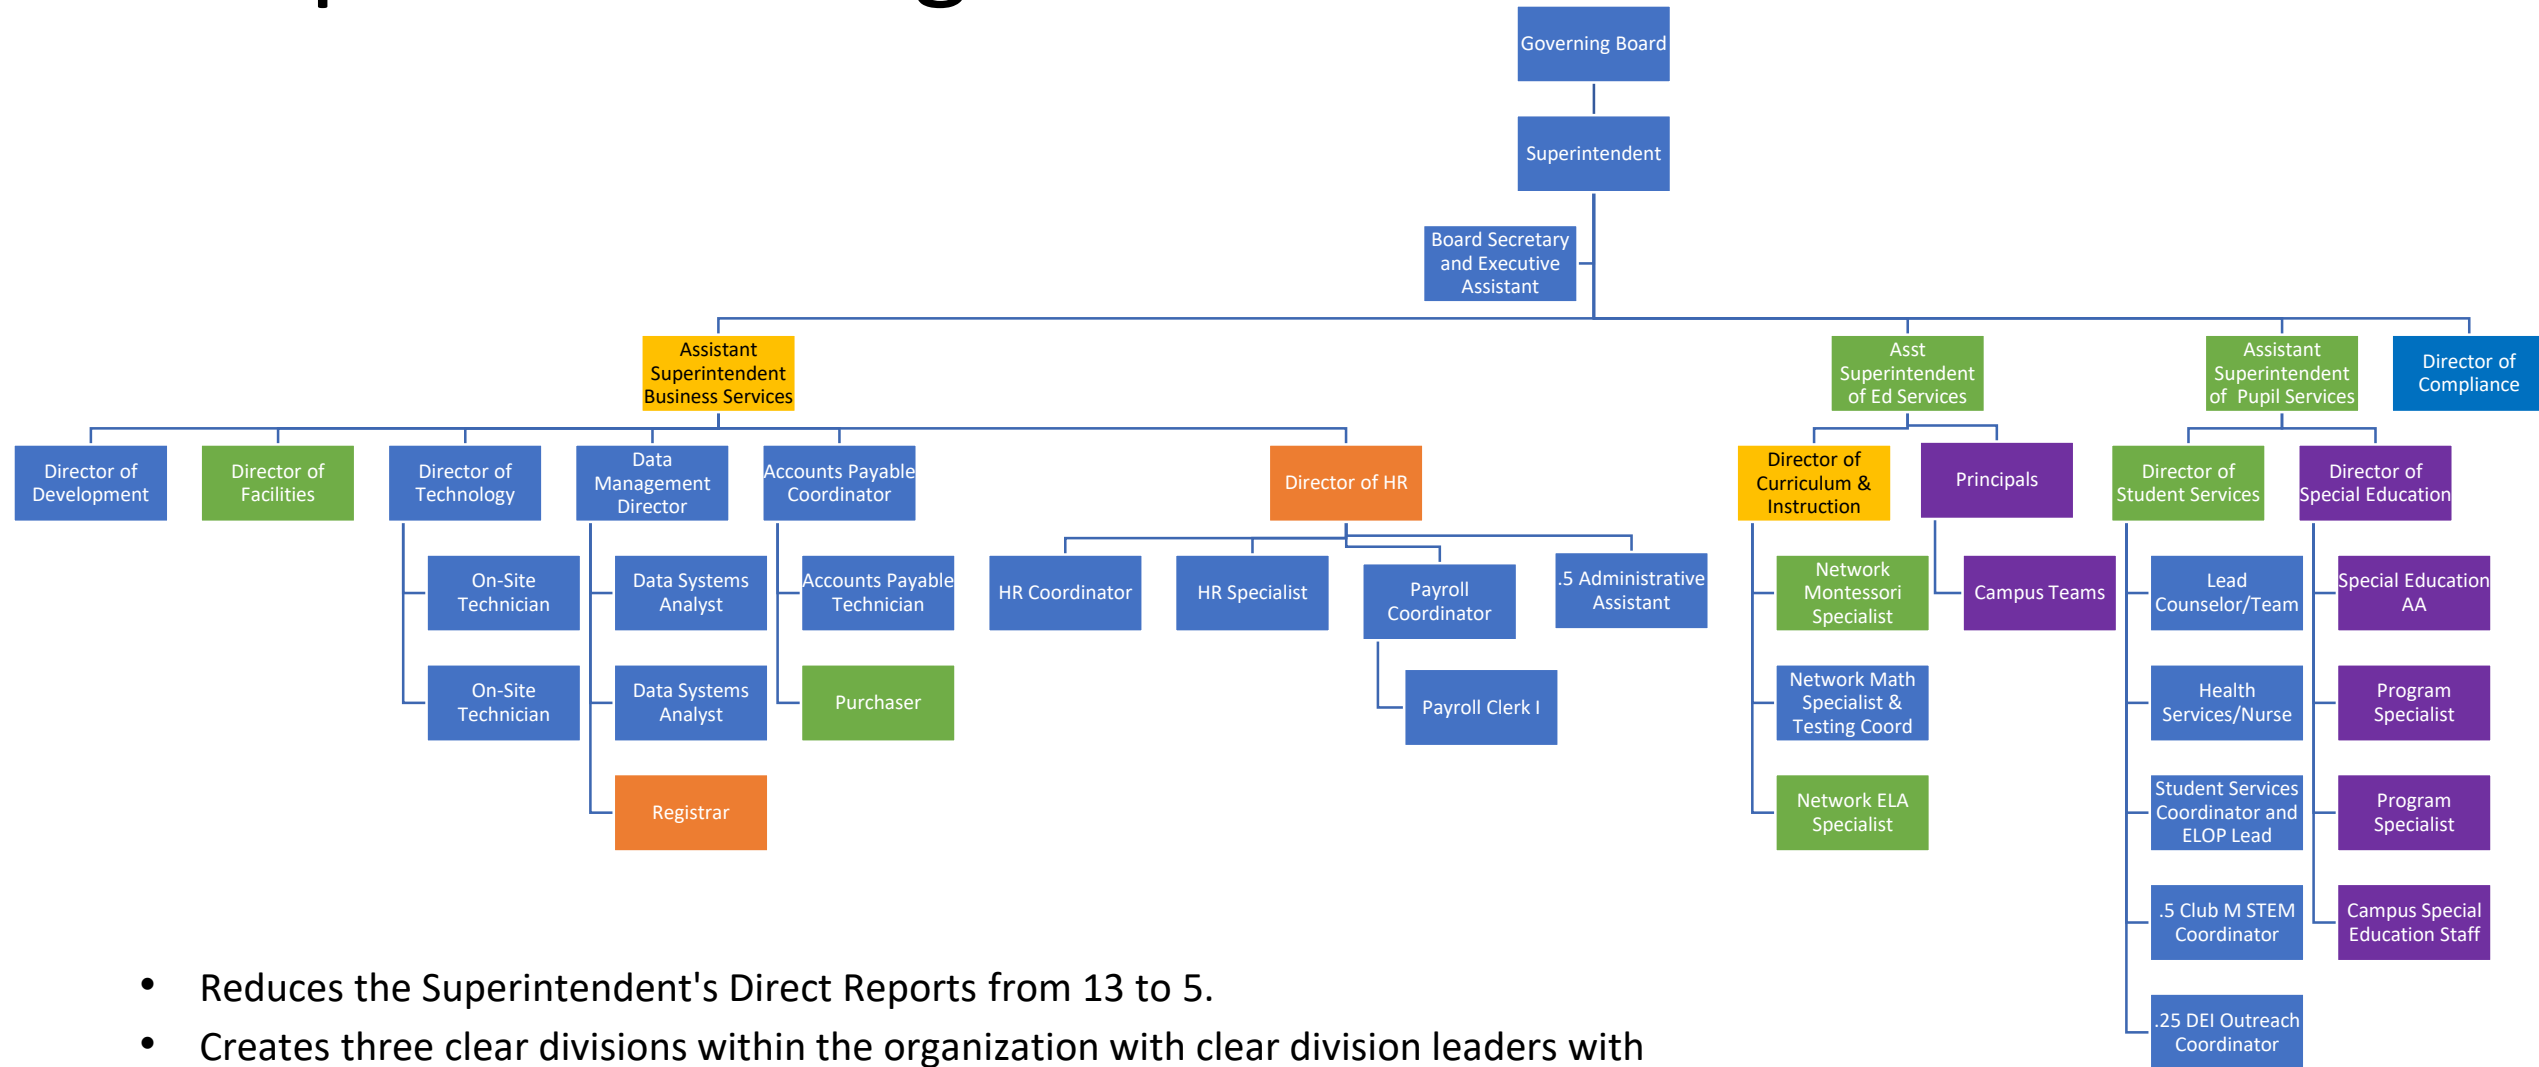 Governing Board
Superintendent
Board Secretary
and Executive
Assistant
Assistant
Superintendent
Business Services
Asst
Superintendent
of Ed Services
Assistant
Superintendent
of Pupil Services
Director of
Compliance
Director of
Development
Director of
Facilities
Director of
Technology
Data
Management
Director
Accounts Payable
Coordinator
Director of HR
Director of
Curriculum &
Instruction
Principals
Director of
Student Services
Director of
Special Education
On-Site
Technician
Data Systems
Analyst
Accounts Payable
Technician
HR Coordinator
HR Specialist
Payroll
Coordinator
.5 Administrative
Assistant
Network
Montessori
Specialist
Campus Teams
Lead
Counselor/Team
Special Education
AA
On-Site
Technician
Data Systems
Analyst
Purchaser
Payroll Clerk I
Network Math
Specialist &
Testing Coord
Health
Services/Nurse
Program
Specialist
Registrar
Network ELA
Specialist
Student Services
Coordinator and
ELOP Lead
Program
Specialist
.5 Club M STEM
Coordinator
Campus Special
Education Staff
.25 DEI Outreach
Coordinator
• Reduces the Superintendent's Direct Reports from 13 to 5.
• Creates three clear divisions within the organization with clear division leaders with